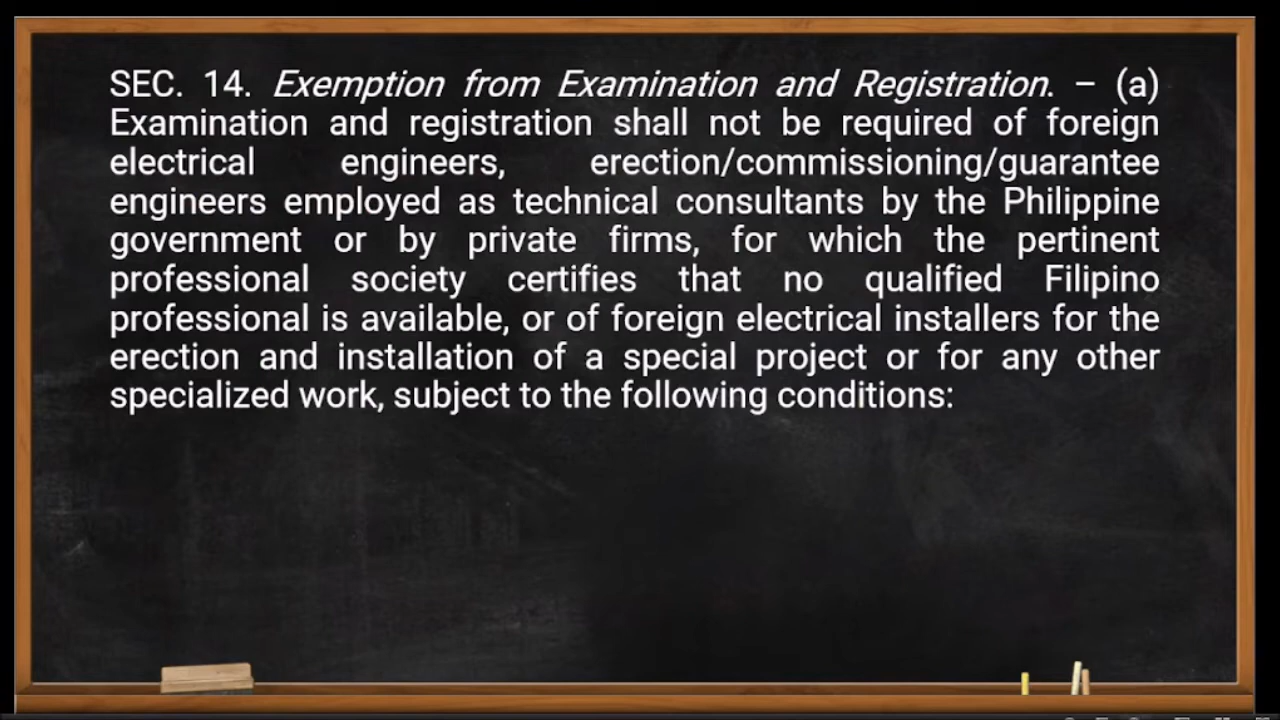 SEC. 14. Exemption from Examination and Registration. – (a)
Examination and registration shall not be required of foreign
electrical engineers, erection/commissioning/guarantee
engineers employed as technical consultants by the Philippine
government or by private firms, for which the pertinent
professional society certifies that no qualified Filipino
professional is available, or of foreign electrical installers for the
erection and installation of a special project or for any other
specialized work, subject to the following conditions: